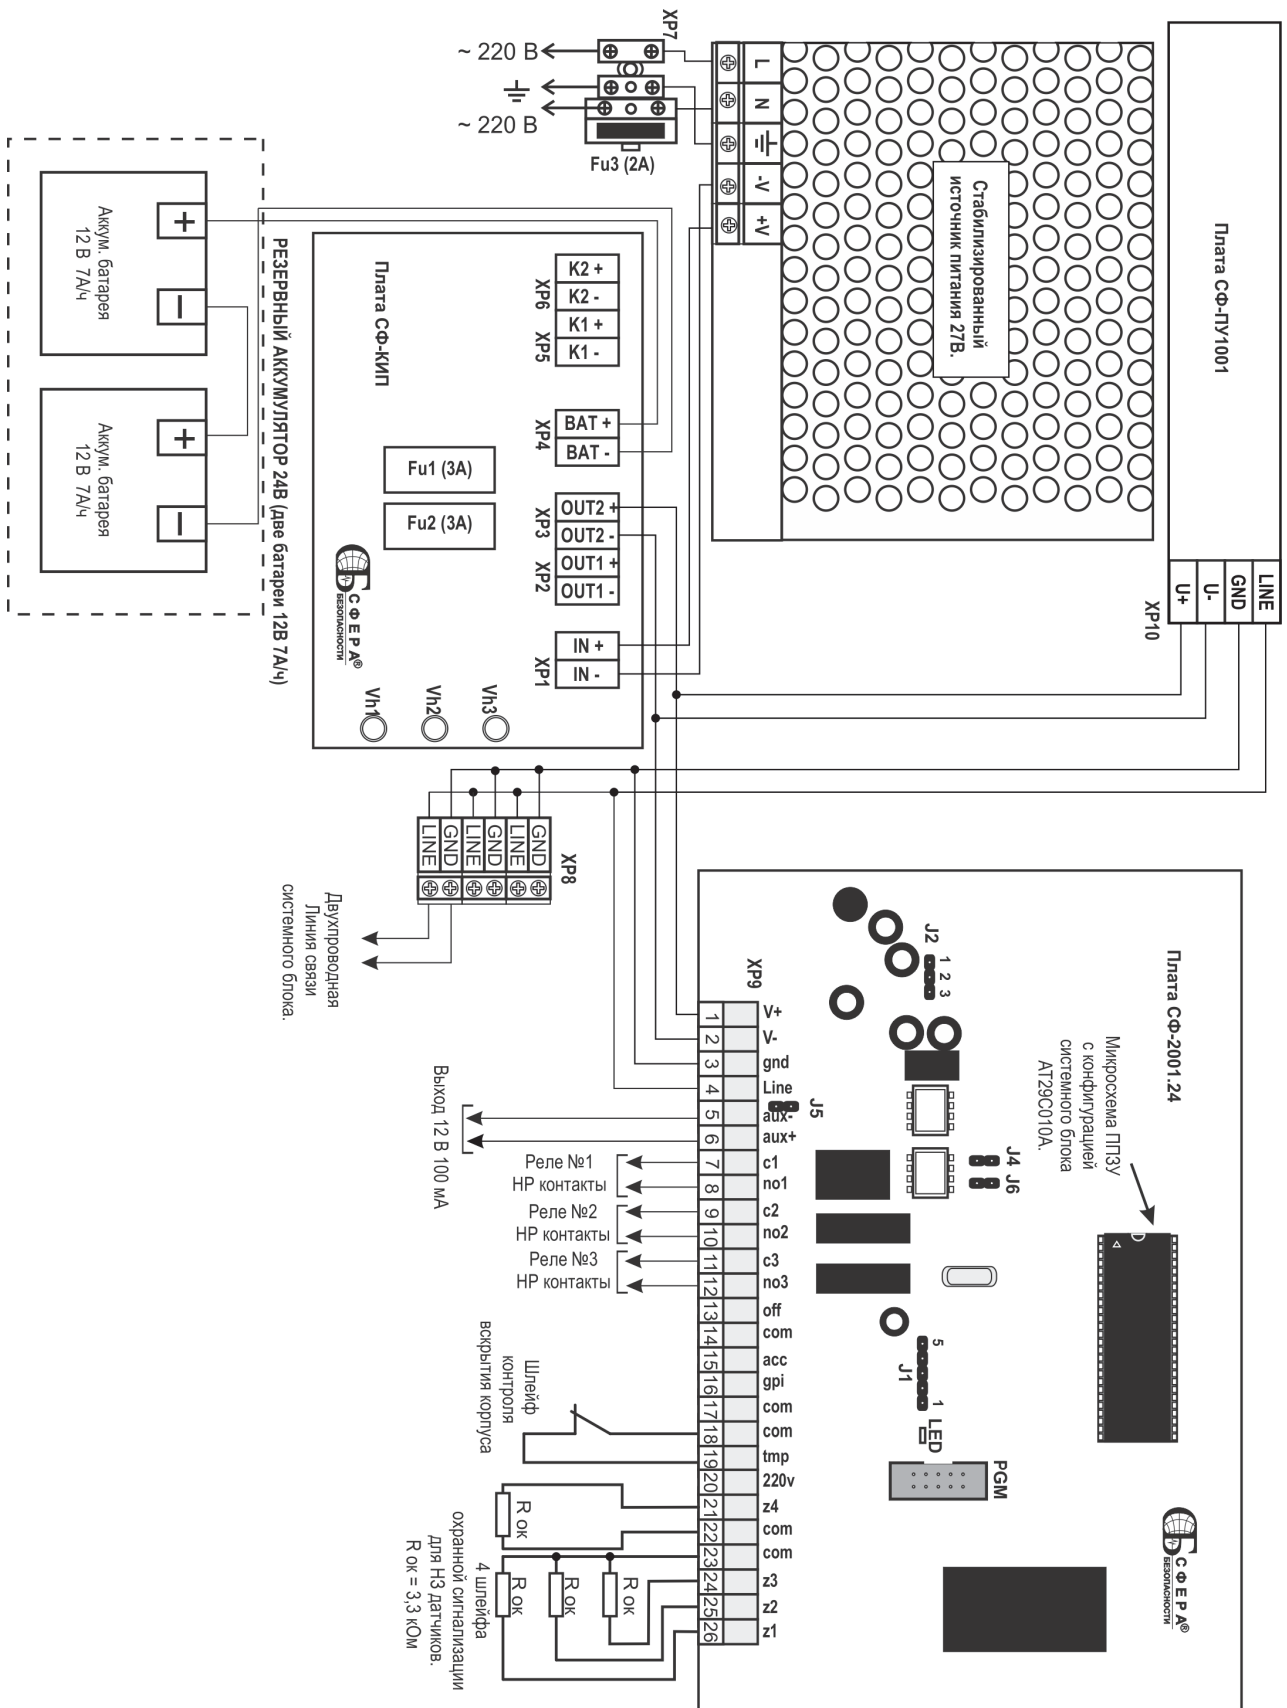 XP7
~ 220 В
~ 220 В
Fu3 (2А)
L
N
-V
+V
Стабилизированный
источник питания 27В.
Плата СФ-ПУ1001
U+
U-
GND
LINE
XP10
Аккум. батарея
12 В 7А/ч
+
−
Аккум. батарея
12 В 7А/ч
+
−
РЕЗЕРВНЫЙ АККУМУЛЯТОР 24В (две батареи 12В 7А/ч)
Плата СФ-КИП
K2 +
K2 -
XP6
K1 +
K1 -
XP5
BAT +
BAT -
XP4
Fu1 (3А)
Fu2 (3А)
OUT2 +
OUT2 -
XP3
OUT1 +
OUT1 -
XP2
IN +
IN -
XP1
СФЕРА®
БЕЗОПАСНОСТИ
Vh1
Vh2
Vh3
LINE
GND
LINE
GND
LINE
GND
XP8
Двухпроводная
Линия связи
системного блока.
Плата СФ-2001.24
Микросхема ППЗУ
с конфигурацией
системного блока
AT29C010A.
J2
1 2 3
XP9
1 V+
2 V-
3 gnd
4 Line
5 aux-
6 aux+
7 c1
8 no1
9 c2
10 no2
11 c3
12 no3
13 off
14 com
15 acc
16 gpi
17 com
18 com
19 tmp
20 220v
21 z4
22 com
23 com
24 z3
25 z2
26 z1
J5
J4
J6
5
J1
1
LED
PGM
СФЕРА®
БЕЗОПАСНОСТИ
Выход 12 В 100 мА
Реле №1
НР контакты
Реле №2
НР контакты
Реле №3
НР контакты
Шлейф
контроля
вскрытия корпуса
R ок
R ок
R ок
R ок
4 шлейфа
охранной сигнализации
для НЗ датчиков.
R ок = 3,3 кОм